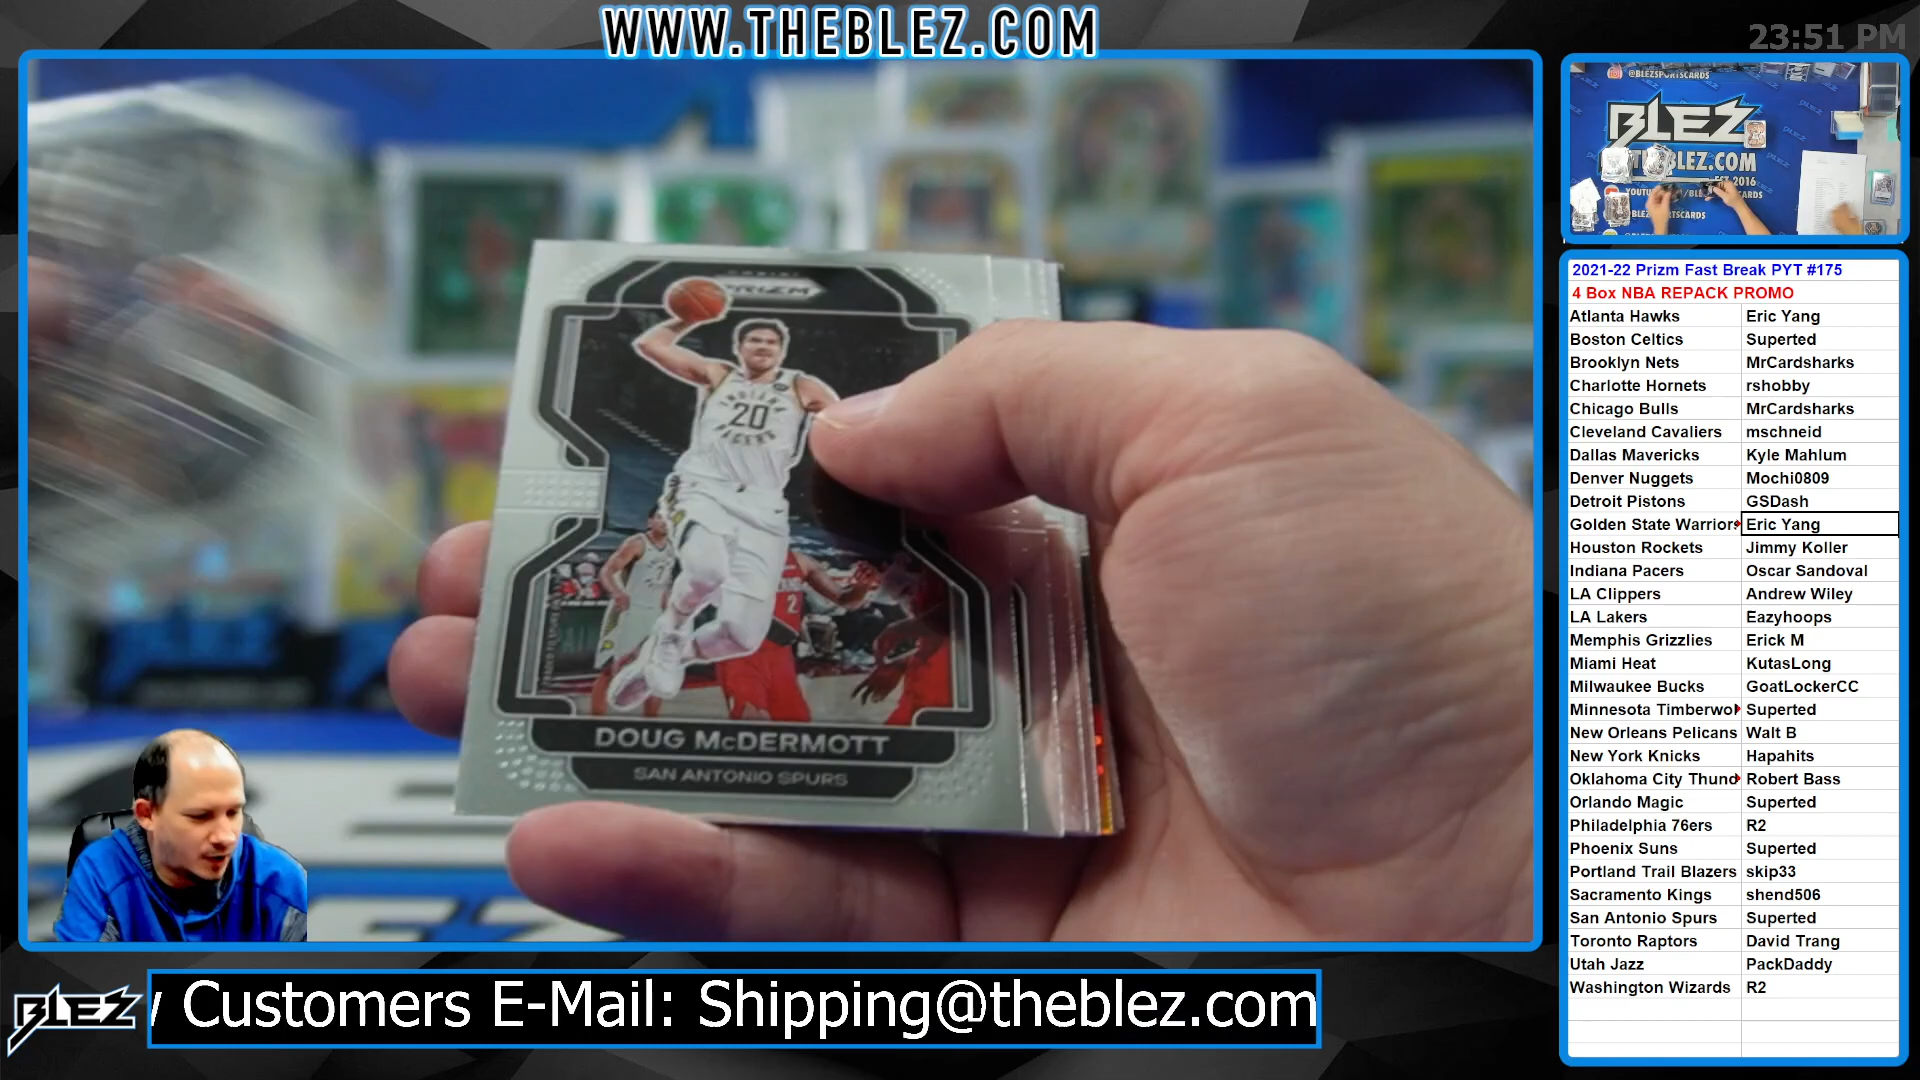 WWW.THEBLEZ.COM
23:51 PM
@BLEZSPORTSCARDS
BLEZ
THEBLEZ.COM
EST 2016
PRIZM
INDIANA
20
PACERS
2
DOUG McDERMOTT
SAN ANTONIO SPURS
2021-22 Prizm Fast Break PYT #175
4 Box NBA REPACK PROMO
Atlanta Hawks Eric Yang
Boston Celtics Superted
Brooklyn Nets MrCardsharks
Charlotte Hornets rshobby
Chicago Bulls MrCardsharks
Cleveland Cavaliers mschneid
Dallas Mavericks Kyle Mahlum
Denver Nuggets Mochi0809
Detroit Pistons GSDash
Golden State Warriors Eric Yang
Houston Rockets Jimmy Koller
Indiana Pacers Oscar Sandoval
LA Clippers Andrew Wiley
LA Lakers Eazyhoops
Memphis Grizzlies Erick M
Miami Heat KutasLong
Milwaukee Bucks GoatLockerCC
Minnesota Timberwol Superted
New Orleans Pelicans Walt B
New York Knicks Hapahits
Oklahoma City Thund Robert Bass
Orlando Magic Superted
Philadelphia 76ers R2
Phoenix Suns Superted
Portland Trail Blazers skip33
Sacramento Kings shend506
San Antonio Spurs Superted
Toronto Raptors David Trang
Utah Jazz PackDaddy
Washington Wizards R2
BLEZ
Customers E-Mail: Shipping@theblez.com